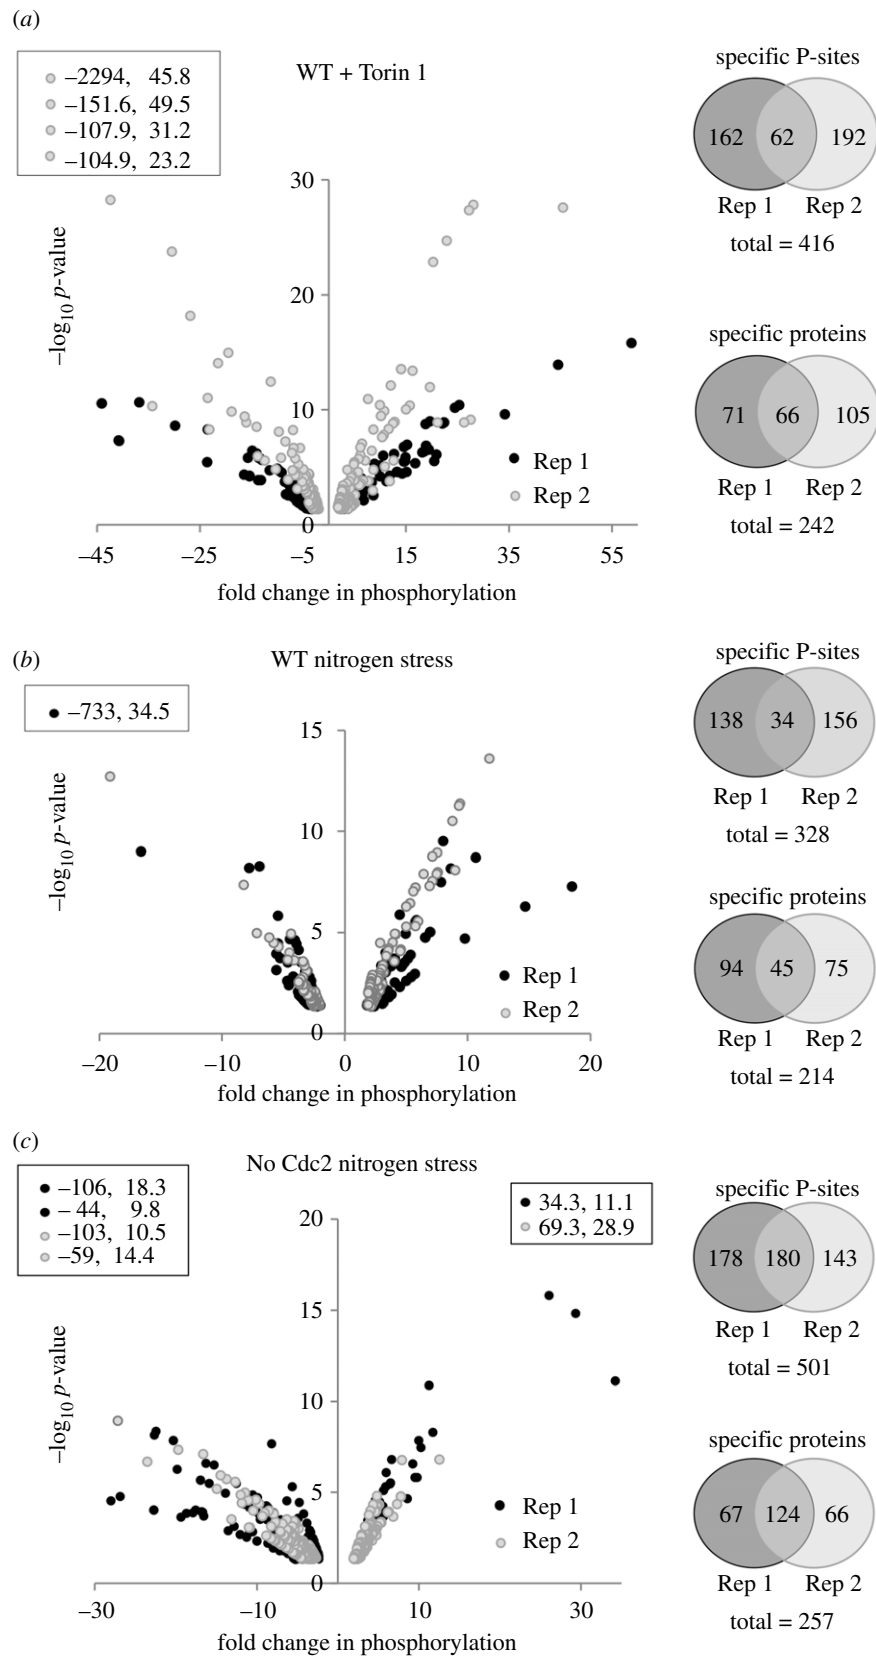 (a)
WT + Torin 1
–2294, 45.8
–151.6, 49.5
–107.9, 31.2
–104.9, 23.2
–log10 p-value
30
20
10
0
–45 –25 –5 15 35 55
fold change in phosphorylation
Rep 1
Rep 2
specific P-sites
162 62 192
Rep 1 Rep 2
total = 416
specific proteins
71 66 105
Rep 1 Rep 2
total = 242
(b)
WT nitrogen stress
–733, 34.5
–log10 p-value
15
10
5
0
–20 –10 0 10 20
fold change in phosphorylation
Rep 1
Rep 2
specific P-sites
138 34 156
Rep 1 Rep 2
total = 328
specific proteins
94 45 75
Rep 1 Rep 2
total = 214
(c)
No Cdc2 nitrogen stress
–106, 18.3
– 44, 9.8
–103, 10.5
–59, 14.4
34.3, 11.1
69.3, 28.9
–log10 p-value
20
15
10
5
0
–30 –10 10 30
fold change in phosphorylation
Rep 1
Rep 2
specific P-sites
178 180 143
Rep 1 Rep 2
total = 501
specific proteins
67 124 66
Rep 1 Rep 2
total = 257